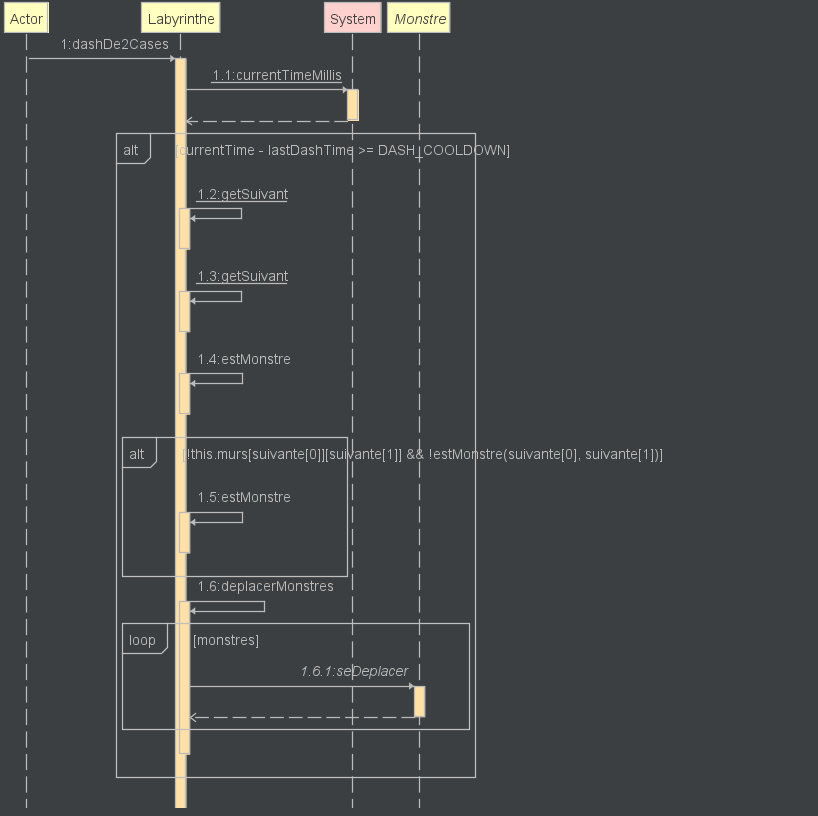 Actor
Labyrinthe
System
Monstre
1:dashDe2Cases
1.1:currentTimeMillis
alt
[currentTime - lastDashTime >= DASH_COOLDOWN]
1.2:getSuivant
1.3:getSuivant
1.4:estMonstre
alt
[!this.murs[suivante[0]][suivante[1]] && !estMonstre(suivante[0], suivante[1])]
1.5:estMonstre
1.6:deplacerMonstres
loop
[monstres]
1.6.1:seDeplacer